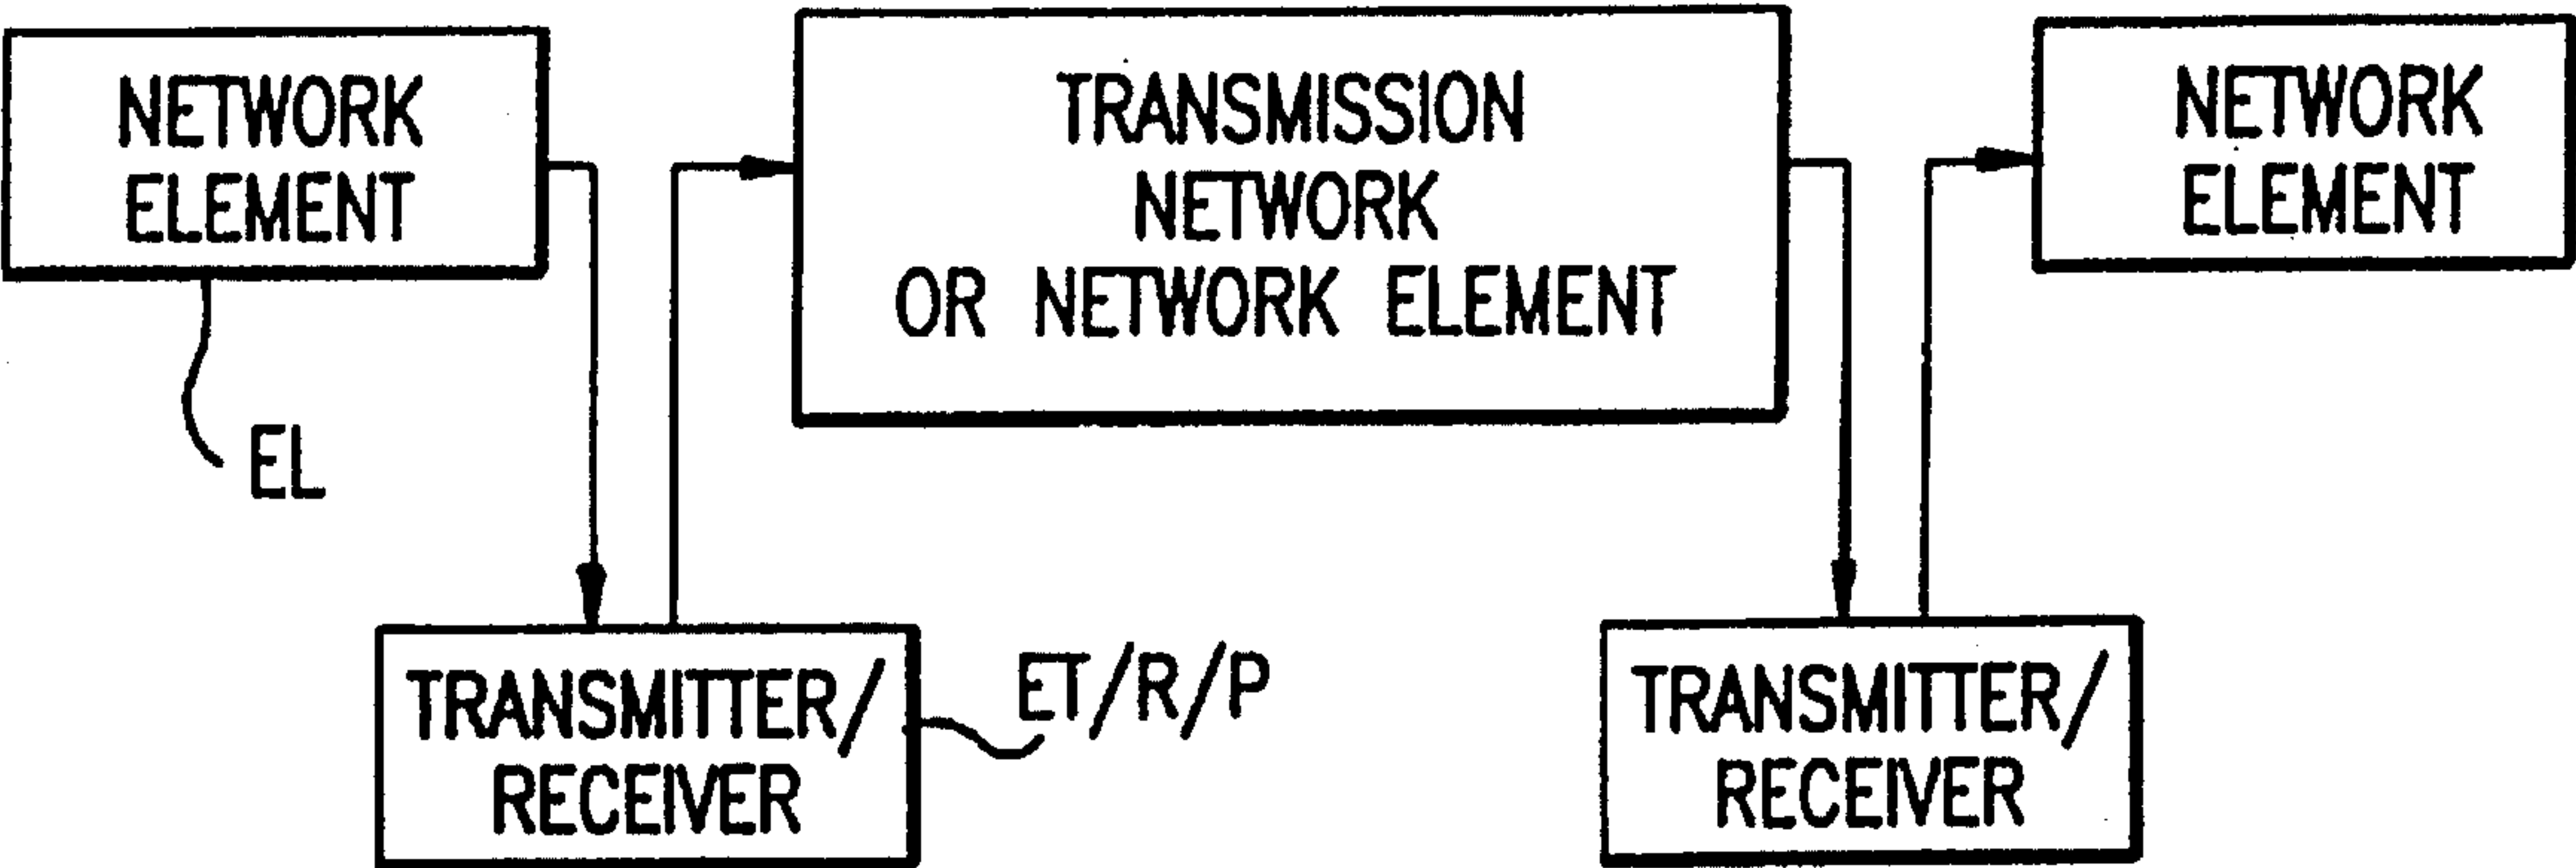 NETWORK
ELEMENT
EL
TRANSMISSION
NETWORK
OR NETWORK ELEMENT
NETWORK
ELEMENT
TRANSMITTER/
RECEIVER
ET/R/P
TRANSMITTER/
RECEIVER